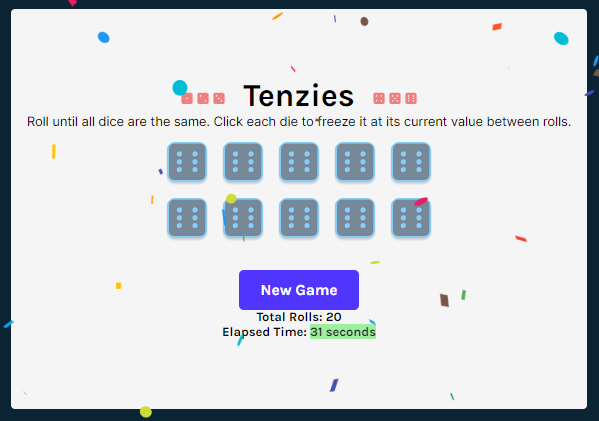 Tenzies
Roll until all dice are the same. Click each die to freeze it at its current value between rolls.
New Game
Total Rolls: 20
Elapsed Time: 31 seconds